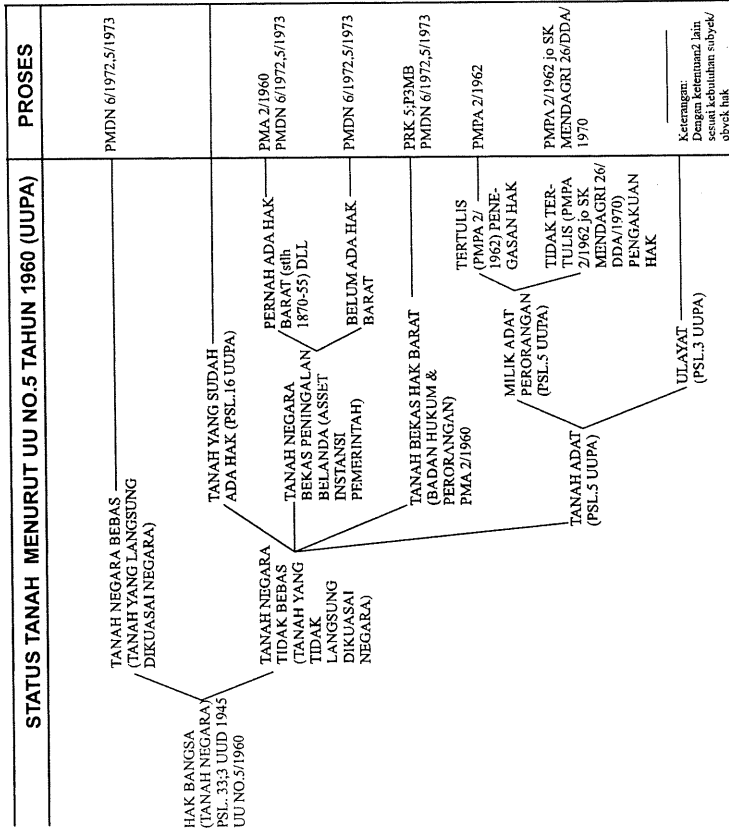 STATUS TANAH MENURUT UU NO.5 TAHUN 1960 (UUPA)
PROSES
HAK BANGSA
(TANAH NEGARA)
PSL. 33;3 UUD 1945
UU NO.5/1960
TANAH NEGARA BEBAS
(TANAH YANG LANGSUNG
DIKUASAI NEGARA)
PMDN 6/1972,5/1973
TANAH NEGARA
TIDAK BEBAS
(TANAH YANG
TIDAK
LANGSUNG
DIKUASAI
NEGARA)
TANAH YANG SUDAH
ADA HAK (PSL.16 UUPA)
TANAH NEGARA
BEKAS PENINGALAN
BELANDA (ASSET
INSTANSI
PEMERINTAH)
PERNAH ADA HAK
BARAT (stlh
1870-55) DLL
PMA 2/1960
PMDN 6/1972,5/1973
BELUM ADA HAK
BARAT
PMDN 6/1972,5/1973
TANAH BEKAS HAK BARAT
(BADAN HUKUM &
PERORANGAN)
PMA 2/1960
PRK 5;P3MB
PMDN 6/1972,5/1973
TANAH ADAT
(PSL.5 UUPA)
MILIK ADAT
PERORANGAN
(PSL.5 UUPA)
TERTULIS
(PMPA 2/
1962) PENE-
GASAN HAK
PMPA 2/1962
TIDAK TER-
TULIS (PMPA
2/1962 jo SK
MENDAGRI 26/
DDA/1970)
PENGAKUAN
HAK
PMPA 2/1962 jo SK
MENDAGRI 26/DDA/
1970
ULAYAT
(PSL.3 UUPA)
Keterangan:
Dengan ketentuan2 lain
sesuai kebutuhan subyek/
obyek hak